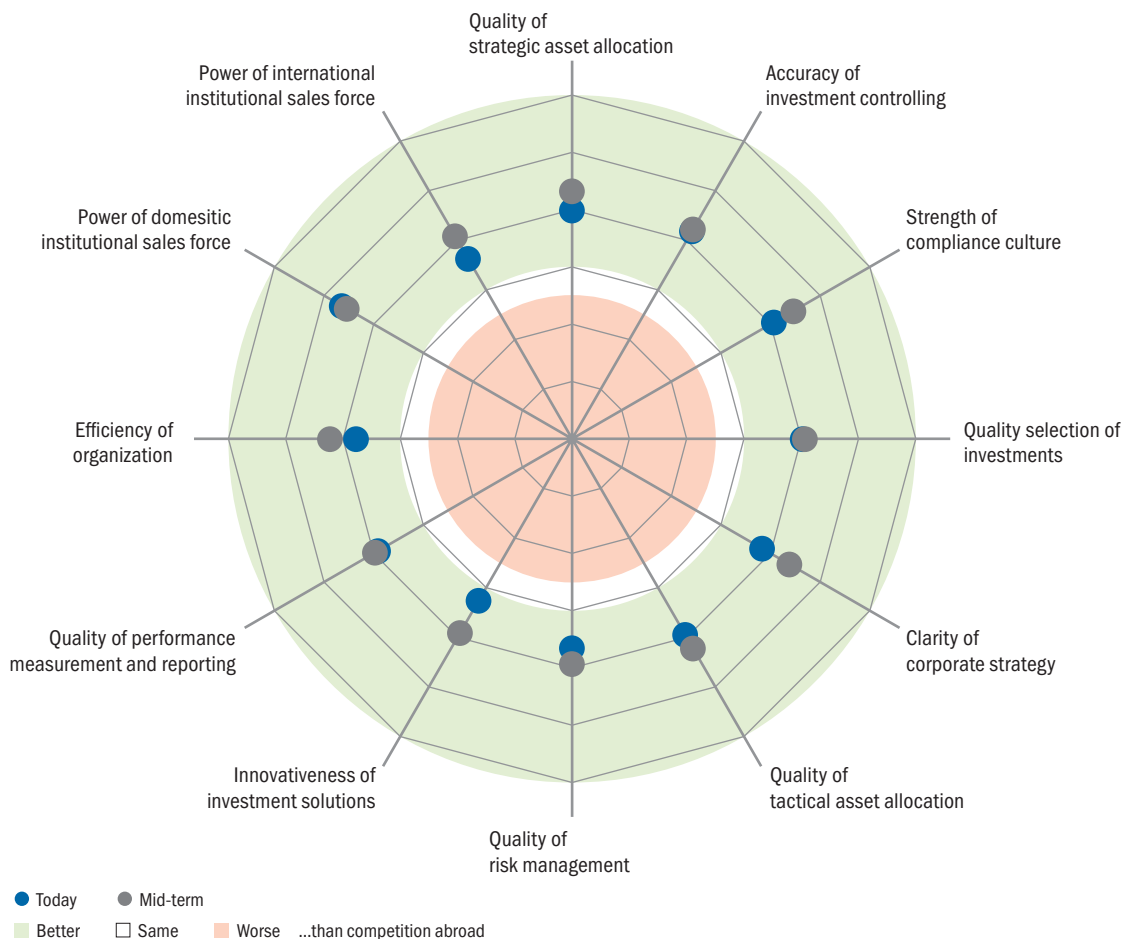 Quality of
strategic asset allocation
Power of international
institutional sales force
Accuracy of
investment controlling
Power of domesitic
institutional sales force
Strength of
compliance culture
Efficiency of
organization
Quality selection of
investments
Quality of performance
measurement and reporting
Clarity of
corporate strategy
Innovativeness of
investment solutions
Quality of
tactical asset allocation
Quality of
risk management
Today Mid-term
Better Same Worse ...than competition abroad